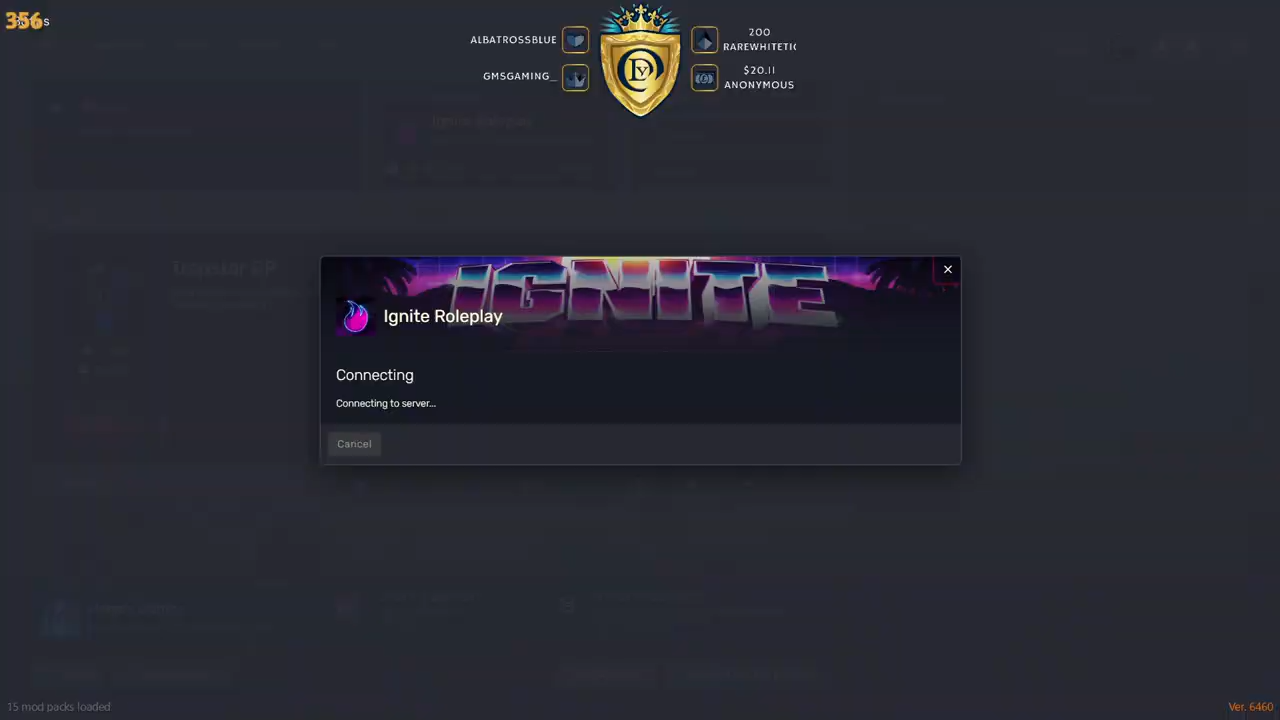 356
ALBATROSSBLUE
200
RAREWHITETIC
GMSGAMING_
$20.11
ANONYMOUS
IGNITE
Ignite Roleplay
Connecting
Connecting to server...
Cancel
15 mod packs loaded
Ver. 6460